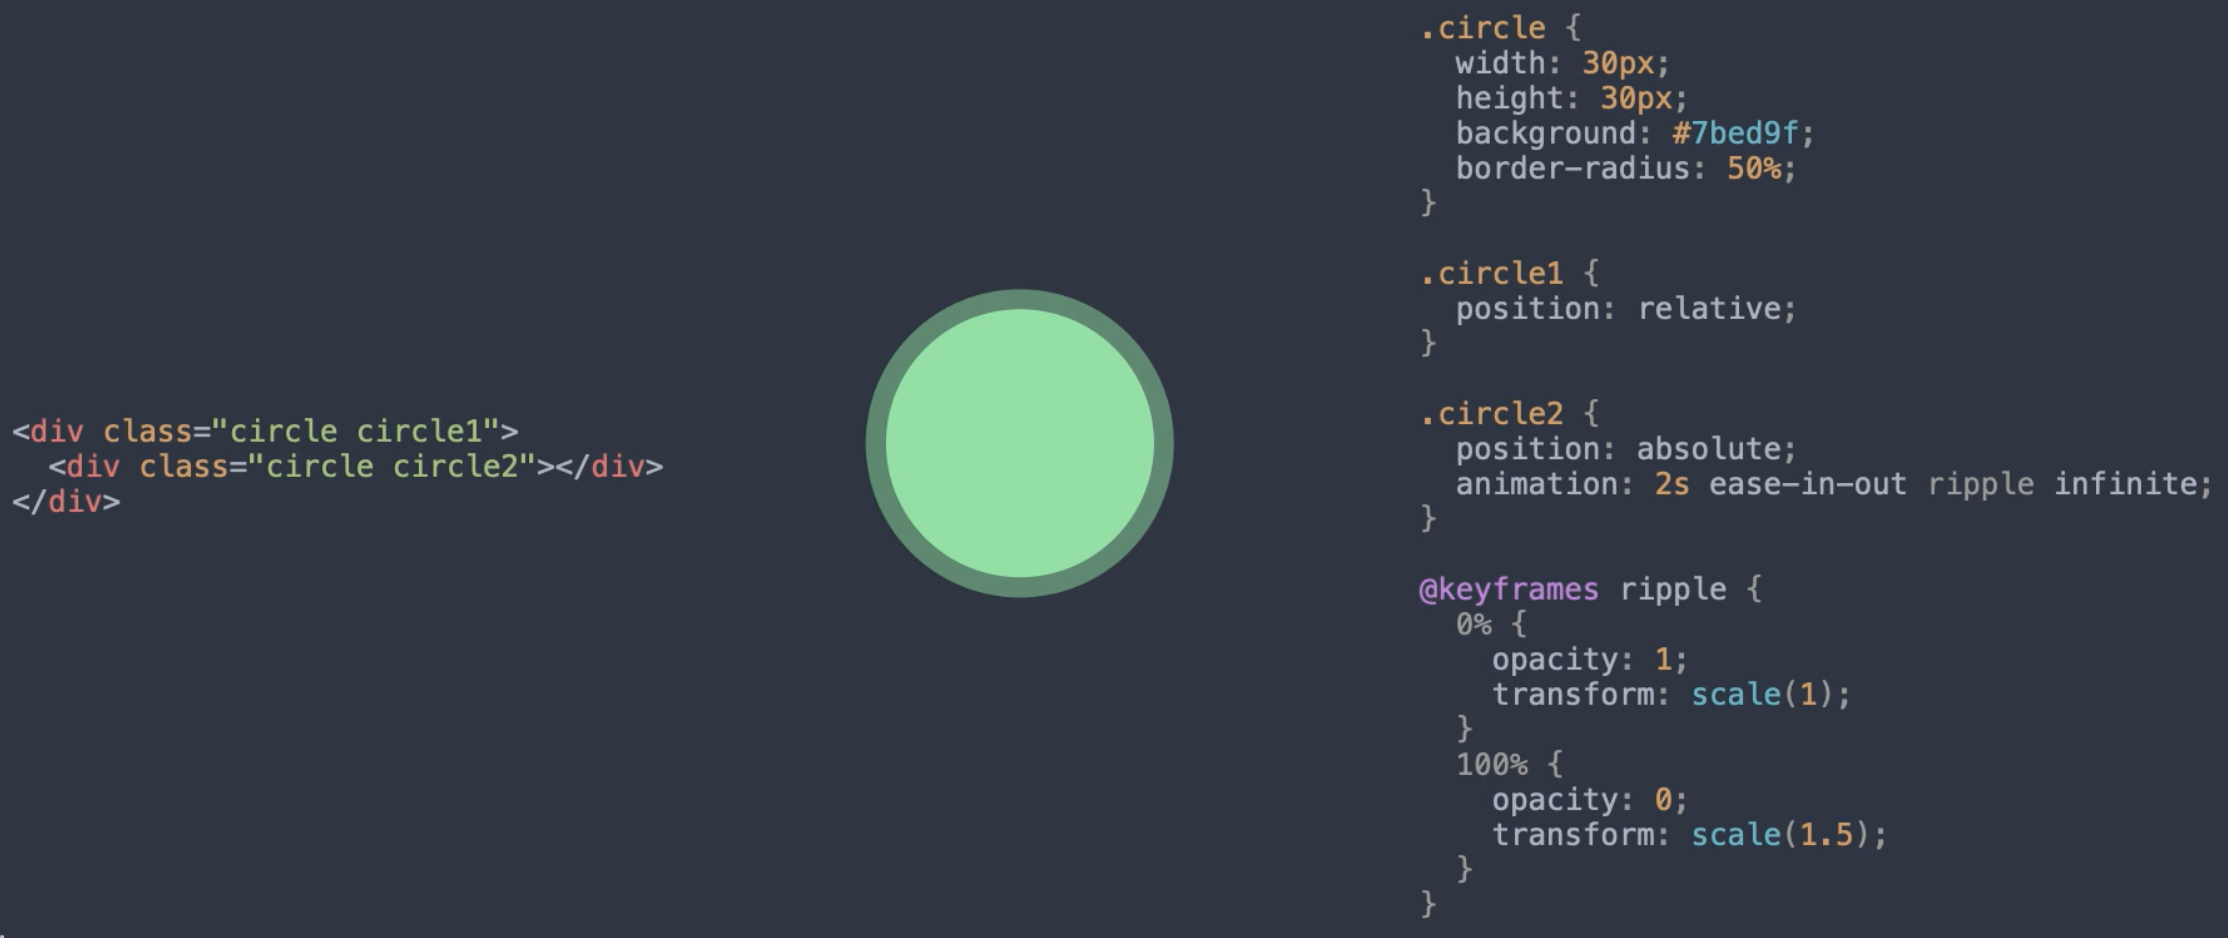 <div class="circle circle1">
  <div class="circle circle2"></div>
</div>
.circle {
  width: 30px;
  height: 30px;
  background: #7bed9f;
  border-radius: 50%;
}

.circle1 {
  position: relative;
}

.circle2 {
  position: absolute;
  animation: 2s ease-in-out ripple infinite;
}

@keyframes ripple {
  0% {
    opacity: 1;
    transform: scale(1);
  }
  100% {
    opacity: 0;
    transform: scale(1.5);
  }
}